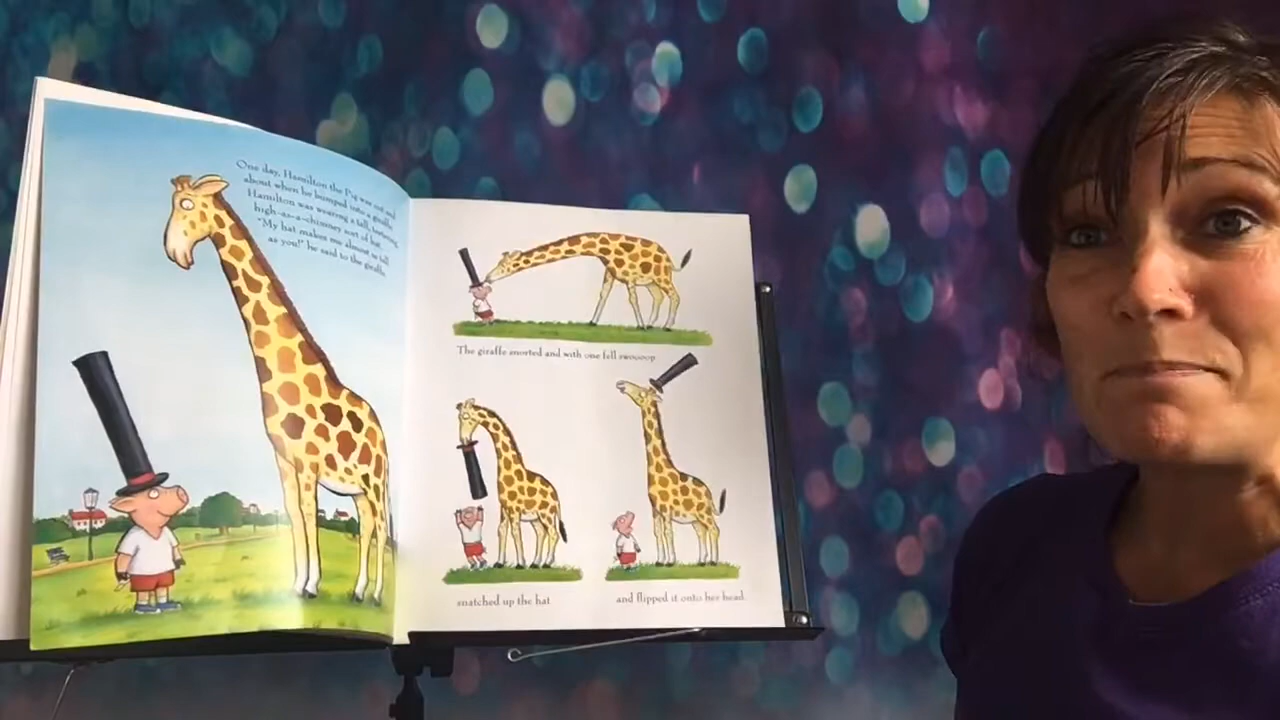 One day, Hamilton the Pig was out and
about when he bumped into a giraffe.
Hamilton was wearing a tall, teetering,
high-as-a-chimney sort of hat.
"My hat makes me almost as tall
as you!" he said to the giraffe.
The giraffe snorted and with one fell swoooop
snatched up the hat
and flipped it onto her head.